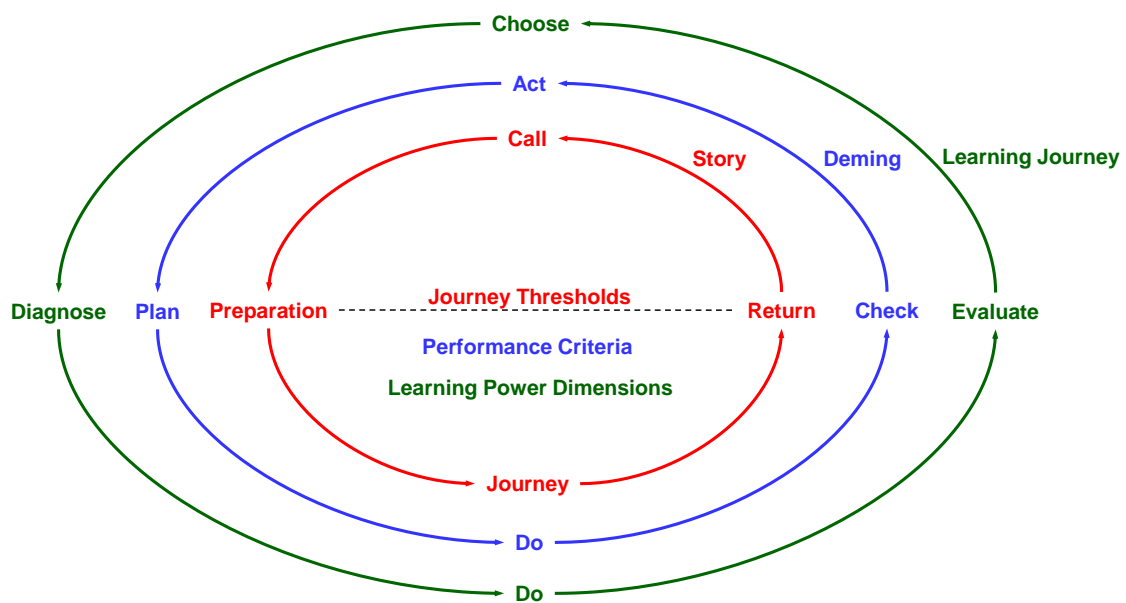 Choose
Act
Call
Story
Deming
Learning Journey
Diagnose
Plan
Preparation
Journey Thresholds
Return
Check
Evaluate
Performance Criteria
Learning Power Dimensions
Journey
Do
Do